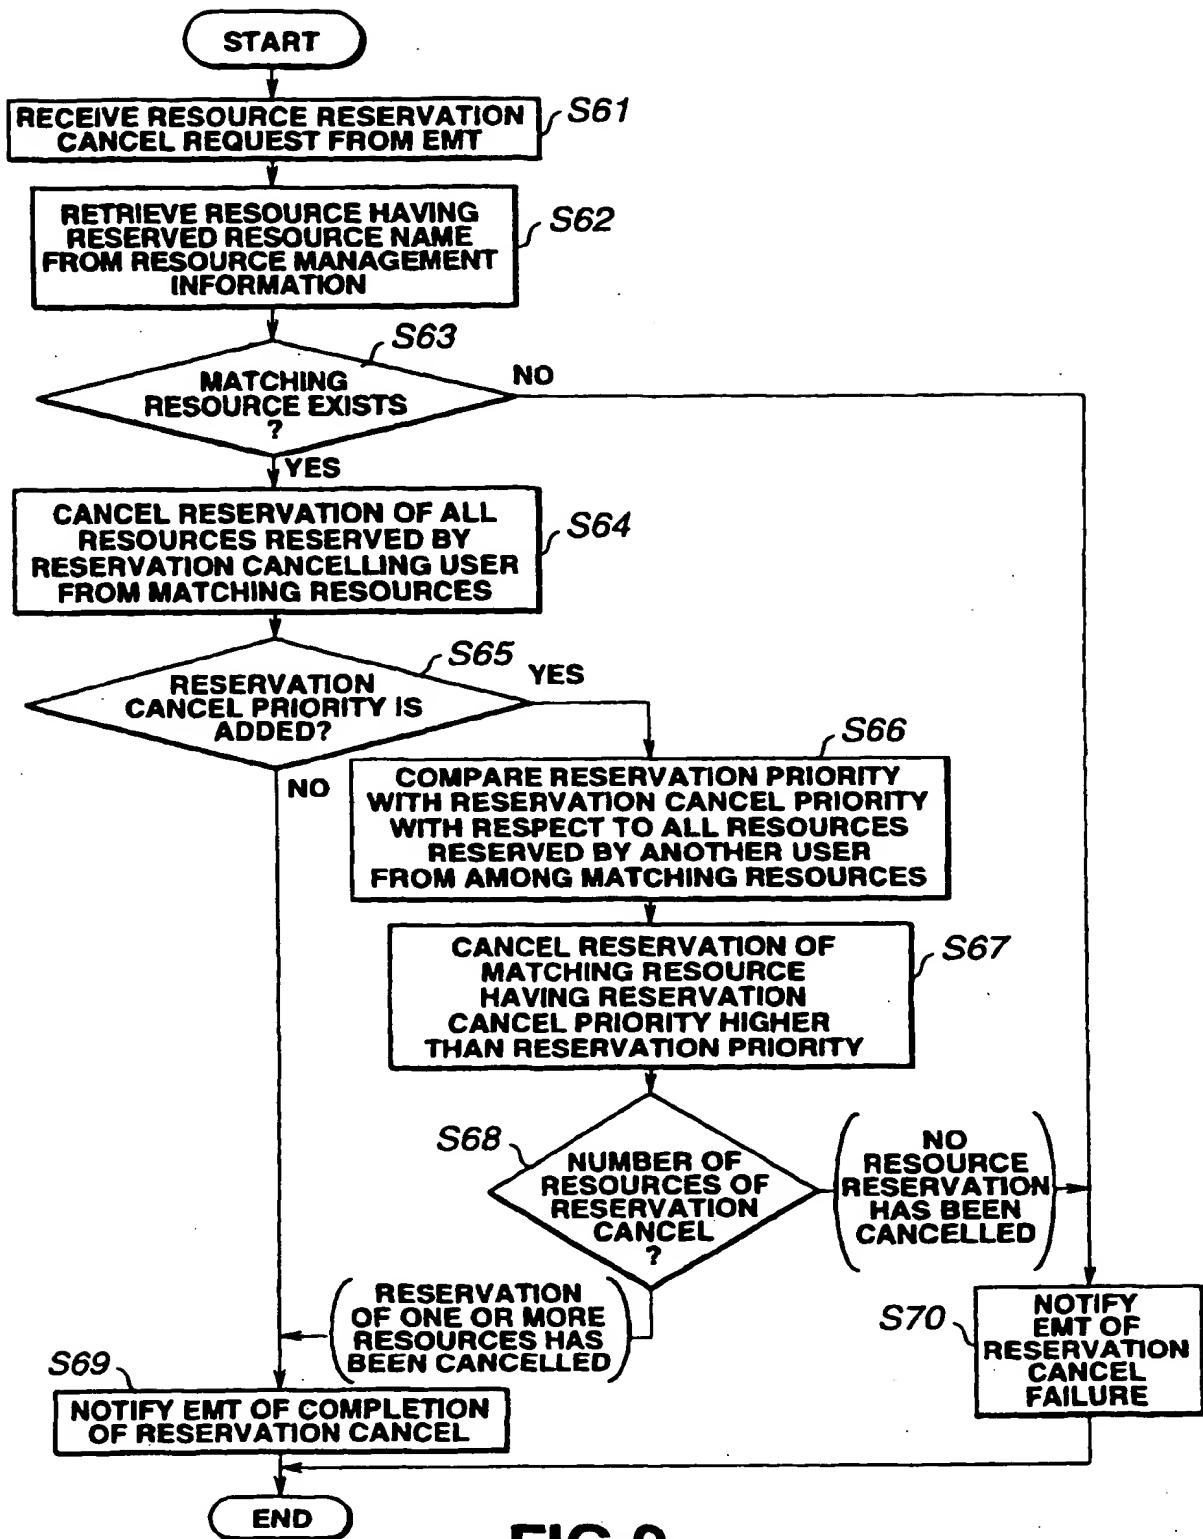 START
RECEIVE RESOURCE RESERVATION
CANCEL REQUEST FROM EMT
S61
RETRIEVE RESOURCE HAVING
RESERVED RESOURCE NAME
FROM RESOURCE MANAGEMENT
INFORMATION
S62
S63
MATCHING
RESOURCE EXISTS
?
NO
YES
CANCEL RESERVATION OF ALL
RESOURCES RESERVED BY
RESERVATION CANCELLING USER
FROM MATCHING RESOURCES
S64
S65
RESERVATION
CANCEL PRIORITY IS
ADDED?
YES
NO
S66
COMPARE RESERVATION PRIORITY
WITH RESERVATION CANCEL PRIORITY
WITH RESPECT TO ALL RESOURCES
RESERVED BY ANOTHER USER
FROM AMONG MATCHING RESOURCES
CANCEL RESERVATION OF
MATCHING RESOURCE
HAVING RESERVATION
CANCEL PRIORITY HIGHER
THAN RESERVATION PRIORITY
S67
S68
NUMBER OF
RESOURCES OF
RESERVATION
CANCEL
?
NO
RESOURCE
RESERVATION
HAS BEEN
CANCELLED
RESERVATION
OF ONE OR MORE
RESOURCES HAS
BEEN CANCELLED
S70
NOTIFY
EMT OF
RESERVATION
CANCEL
FAILURE
S69
NOTIFY EMT OF COMPLETION
OF RESERVATION CANCEL
END